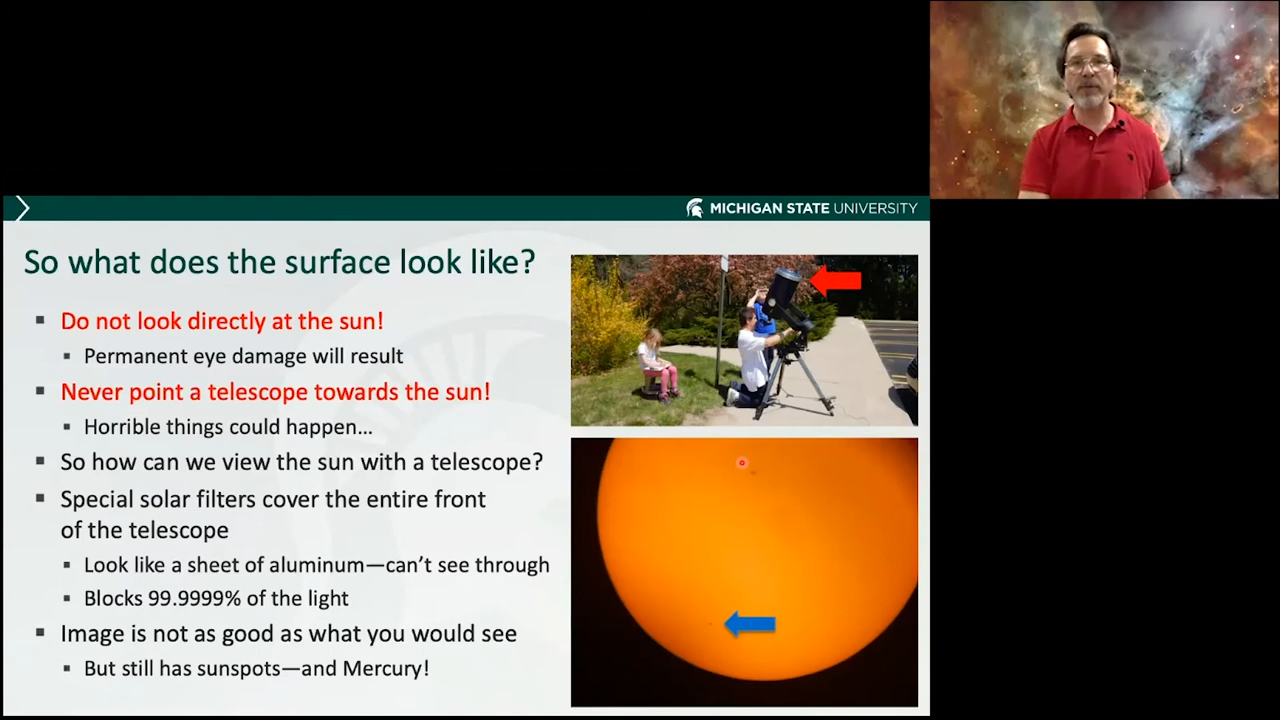 MICHIGAN STATE UNIVERSITY
So what does the surface look like?
Do not look directly at the sun!
Permanent eye damage will result
Never point a telescope towards the sun!
Horrible things could happen…
So how can we view the sun with a telescope?
Special solar filters cover the entire front
of the telescope
Look like a sheet of aluminum—can't see through
Blocks 99.9999% of the light
Image is not as good as what you would see
But still has sunspots—and Mercury!